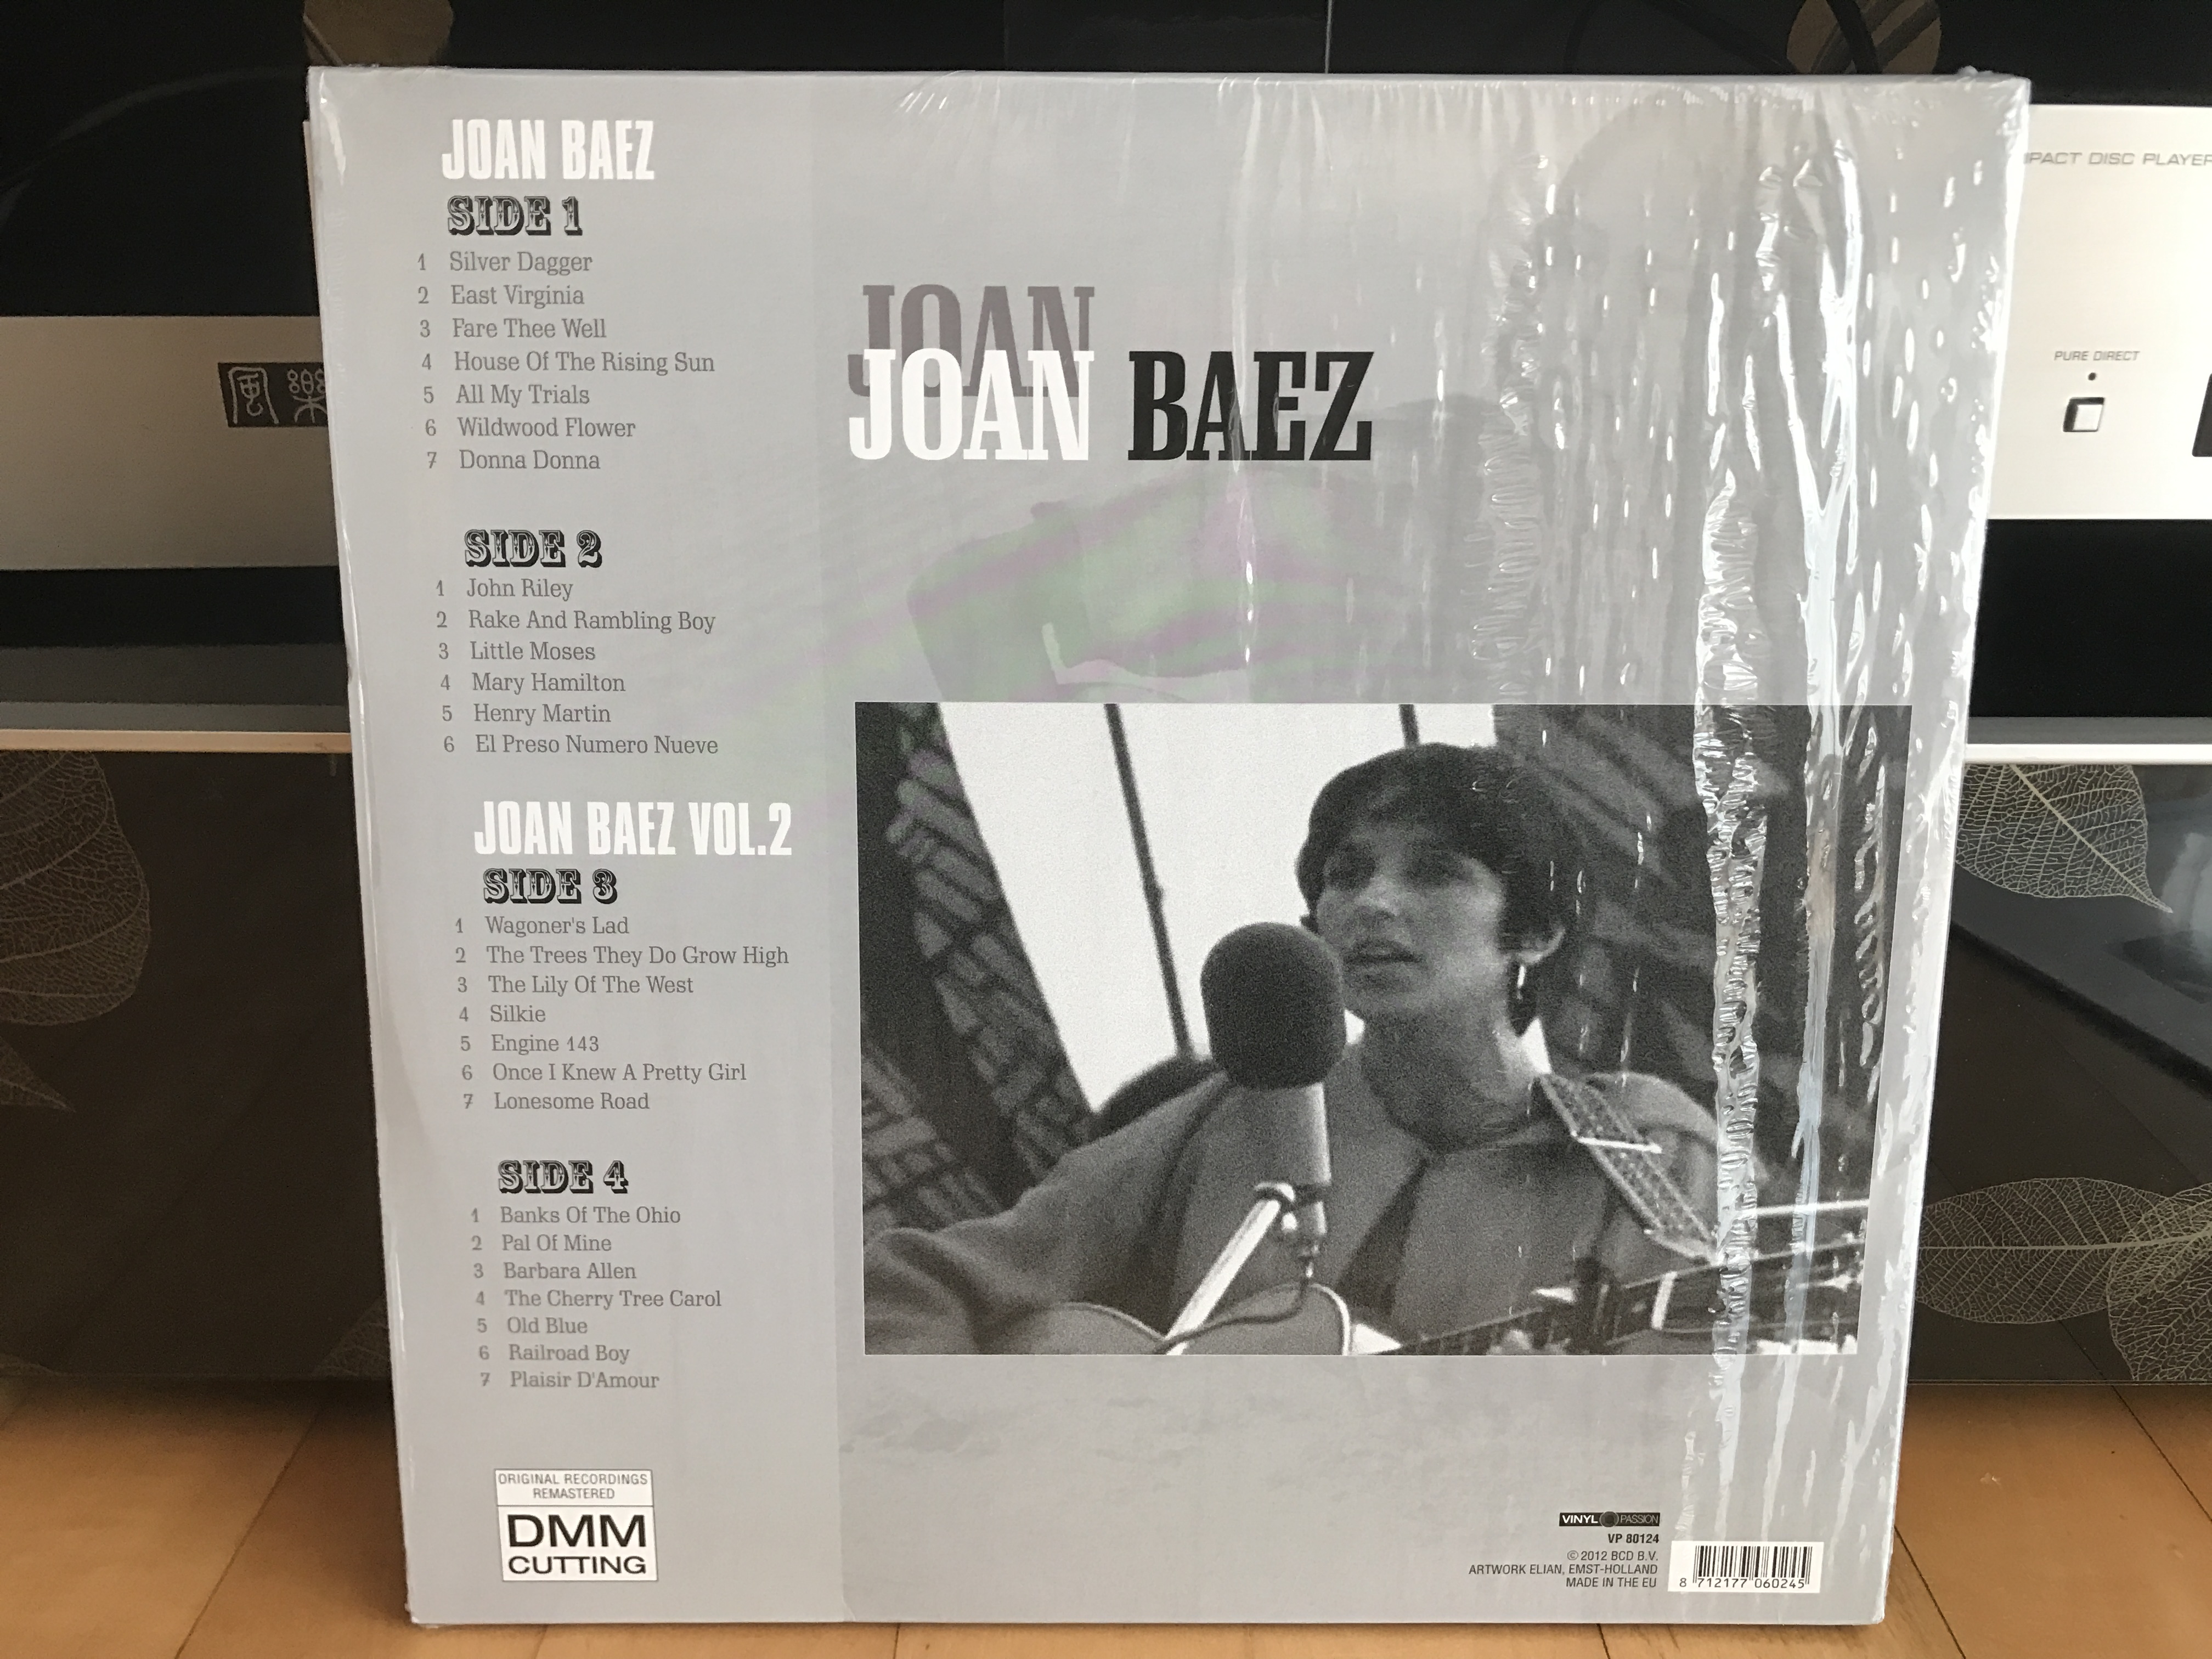 JOAN BAEZ
SIDE 1
1 Silver Dagger
2 East Virginia
3 Fare Thee Well
4 House Of The Rising Sun
5 All My Trials
6 Wildwood Flower
7 Donna Donna
SIDE 2
1 John Riley
2 Rake And Rambling Boy
3 Little Moses
4 Mary Hamilton
5 Henry Martin
6 El Preso Numero Nueve
JOAN BAEZ VOL.2
SIDE 3
1 Wagoner's Lad
2 The Trees They Do Grow High
3 The Lily Of The West
4 Silkie
5 Engine 143
6 Once I Knew A Pretty Girl
7 Lonesome Road
SIDE 4
1 Banks Of The Ohio
2 Pal Of Mine
3 Barbara Allen
4 The Cherry Tree Carol
5 Old Blue
6 Railroad Boy
7 Plaisir D'Amour
ORIGINAL RECORDINGS
REMASTERED
DMM
CUTTING
JOAN
JOAN BAEZ
VINYL PASSION
VP 80124
© 2012 BCD B.V.
ARTWORK ELIAN, EMST-HOLLAND
MADE IN THE EU
8 712177 060245
PACT DISC PLAYER
PURE DIRECT
風樂